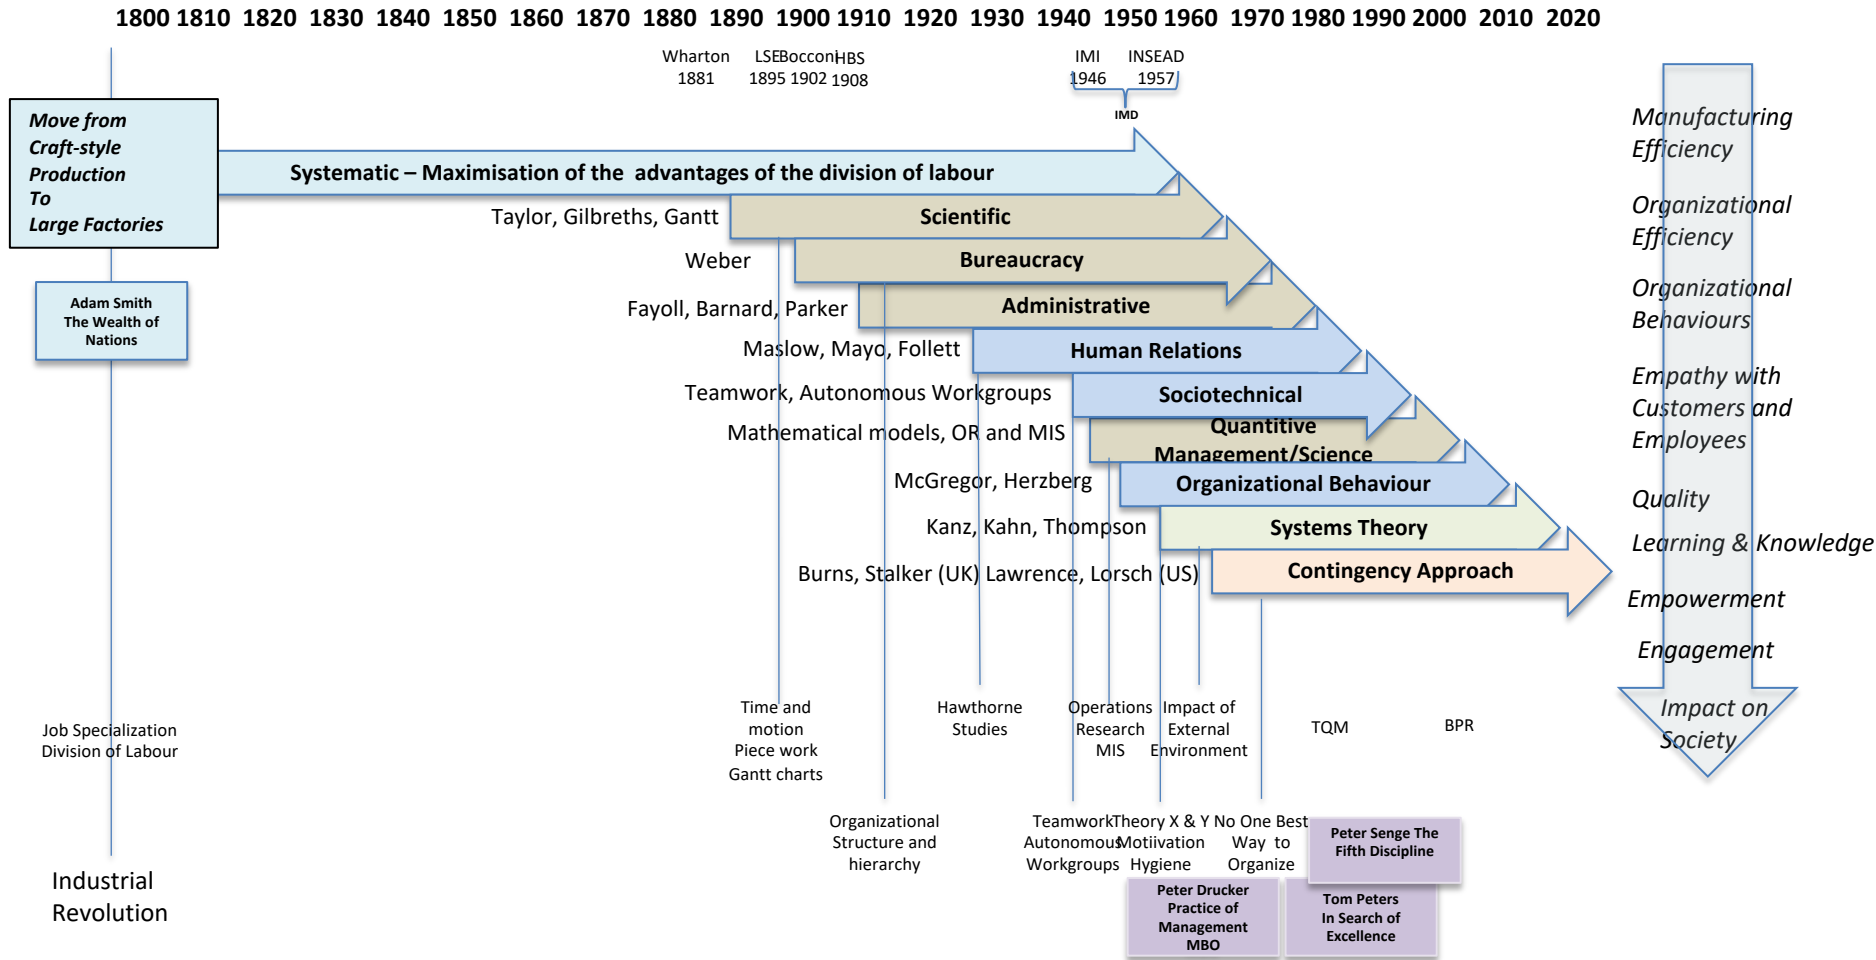 1800 1810 1820 1830 1840 1850 1860 1870 1880 1890 1900 1910 1920 1930 1940 1950 1960 1970 1980 1990 2000 2010 2020
Wharton
1881
LSE
1895
Bocconi
1902
HBS
1908
IMI
1946
INSEAD
1957
IMD
Move from
Craft-style
Production
To
Large Factories
Systematic – Maximisation of the advantages of the division of labour
Taylor, Gilbreths, Gantt
Scientific
Weber
Bureaucracy
Adam Smith
The Wealth of
Nations
Fayoll, Barnard, Parker
Administrative
Maslow, Mayo, Follett
Human Relations
Teamwork, Autonomous Workgroups
Sociotechnical
Mathematical models, OR and MIS
Quantitive
Management/Science
McGregor, Herzberg
Organizational Behaviour
Kanz, Kahn, Thompson
Systems Theory
Burns, Stalker (UK) Lawrence, Lorsch (US)
Contingency Approach
Manufacturing
Efficiency
Organizational
Efficiency
Organizational
Behaviours
Empathy with
Customers and
Employees
Quality
Learning & Knowledge
Empowerment
Engagement
Impact on
Society
Job Specialization
Division of Labour
Time and
motion
Piece work
Gantt charts
Hawthorne
Studies
Operations
Research
MIS
Impact of
External
Environment
TQM
BPR
Organizational
Structure and
hierarchy
Teamwork
Autonomous
Workgroups
Theory X & Y
Motiivation
Hygiene
No One Best
Way to
Organize
Peter Senge The
Fifth Discipline
Industrial
Revolution
Peter Drucker
Practice of
Management
MBO
Tom Peters
In Search of
Excellence